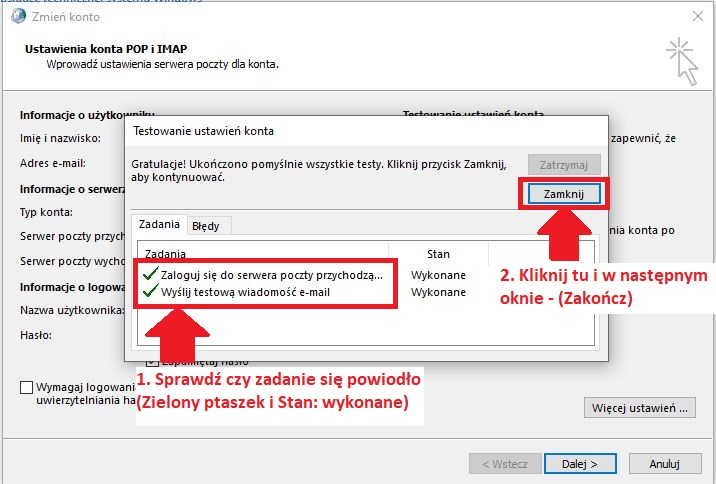 Zmień konto
Ustawienia konta POP i IMAP
Wprowadź ustawienia serwera poczty dla konta.
Informacje o użytkowniku
Testowanie ustawień konta
Imię i nazwisko:
zapewnić, że
Adres e-mail:
Informacje o serwerz
Typ konta:
Serwer poczty przych
ienia konta po
Serwer poczty wycho
Informacje o logowa
Nazwa użytkownika:
Hasło:
Zapamiętaj hasło
Wymagaj logowania
uwierzytelniania ha
Więcej ustawień ...
< Wstecz
Dalej >
Anuluj
Testowanie ustawień konta
Gratulacje! Ukończono pomyślnie wszystkie testy. Kliknij przycisk Zamknij,
aby kontynuować.
Zatrzymaj
Zamknij
Zadania
Błędy
Zadania
Stan
Zaloguj się do serwera poczty przychodzą...
Wykonane
Wyślij testową wiadomość e-mail
Wykonane
1. Sprawdź czy zadanie się powiodło
(Zielony ptaszek i Stan: wykonane)
2. Kliknij tu i w następnym
oknie - (Zakończ)